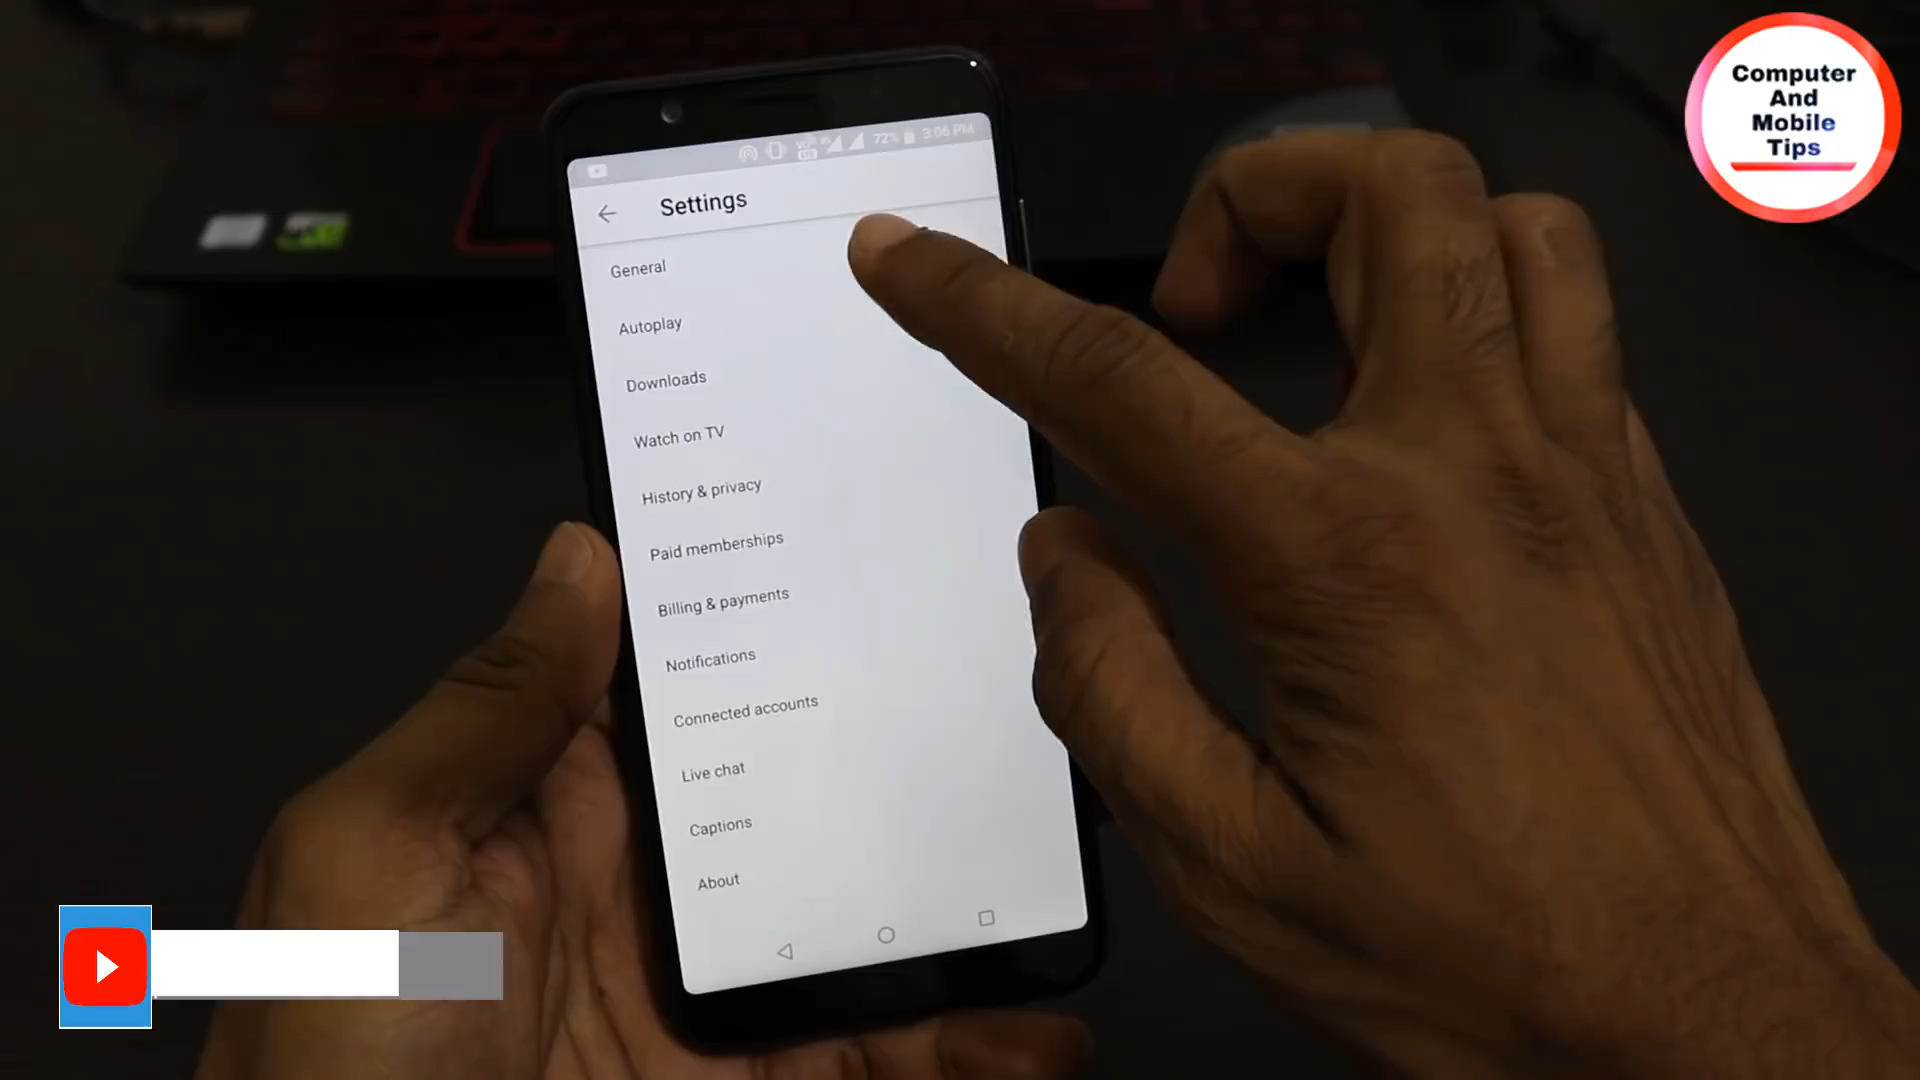 Computer
And
Mobile
Tips
72% 3:06 PM
Settings
General
Autoplay
Downloads
Watch on TV
History & privacy
Paid memberships
Billing & payments
Notifications
Connected accounts
Live chat
Captions
About